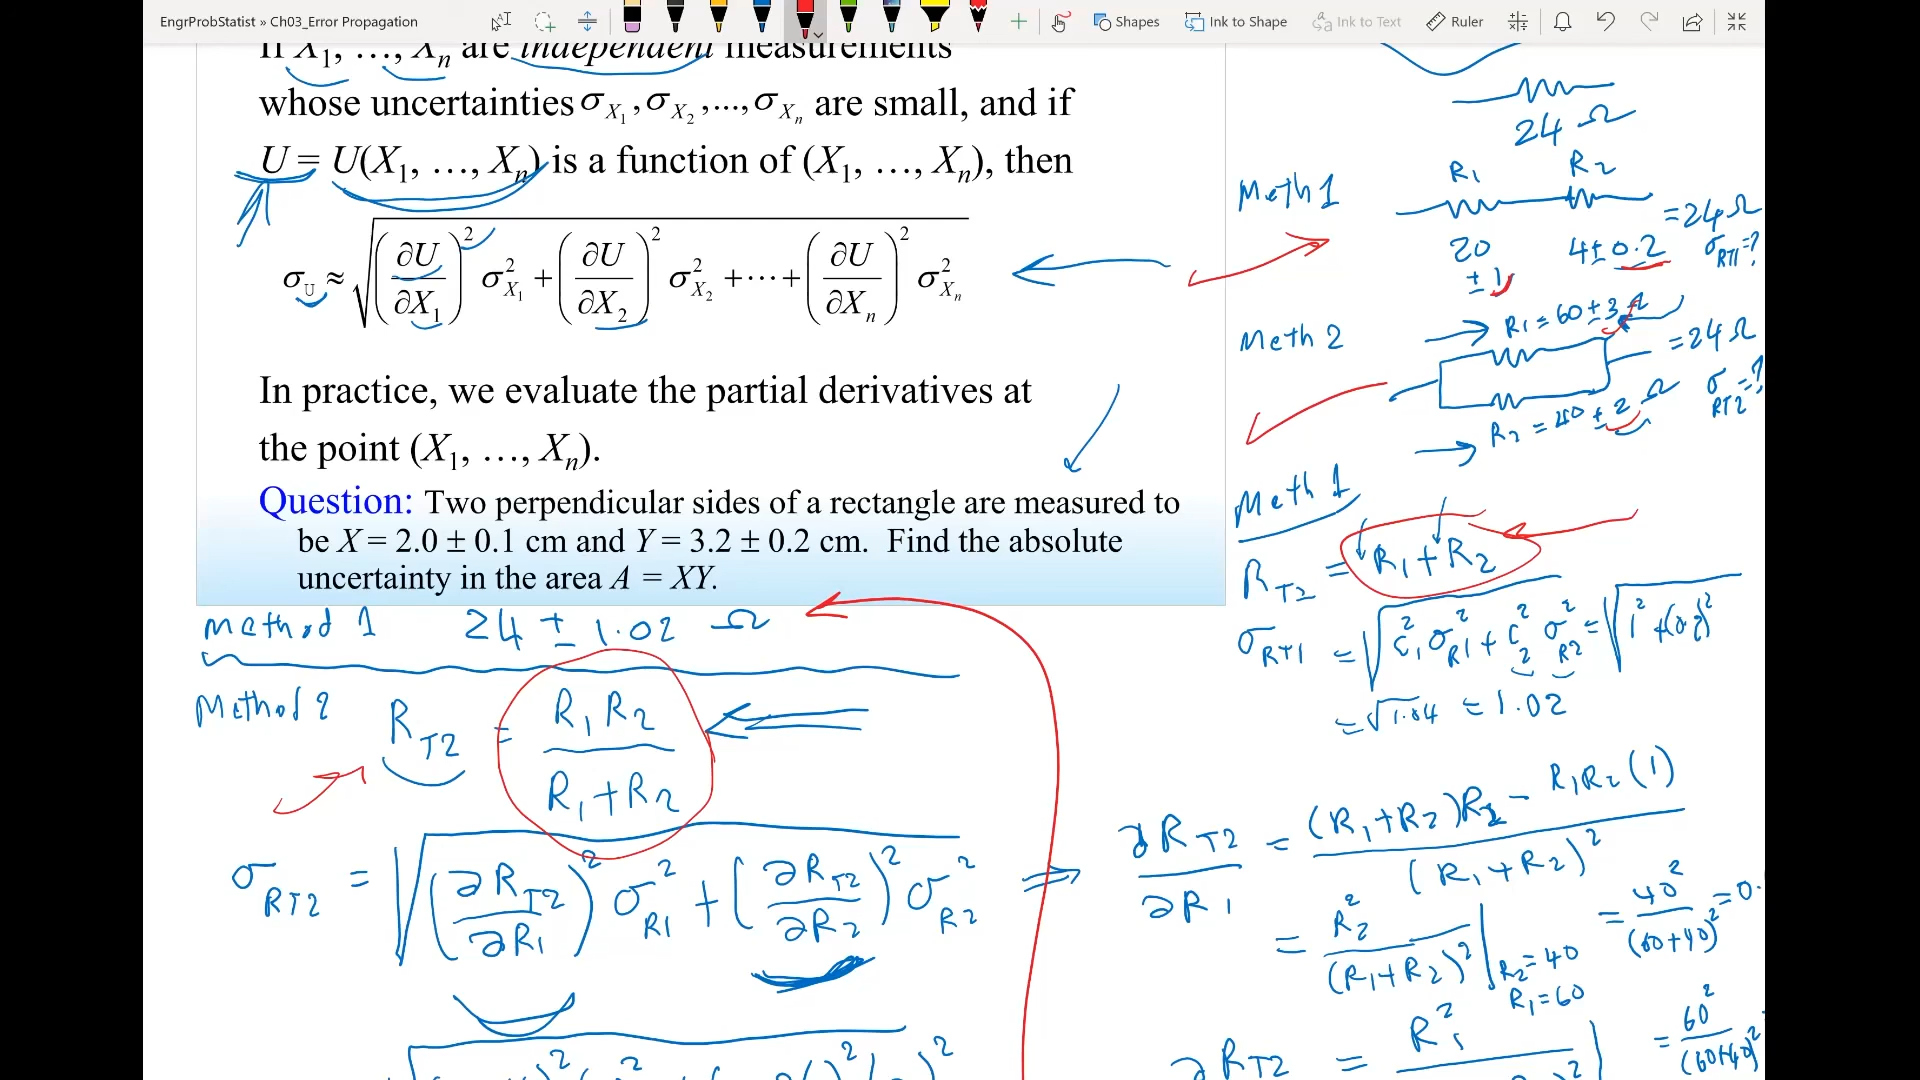 EngrProbStatist » Ch03_Error Propagation
Shapes
Ink to Shape
Ink to Text
Ruler
If X1, …, Xn are independent measurements
whose uncertainties σX1, σX2, ..., σXn are small, and if
U = U(X1, …, Xn) is a function of (X1, …, Xn), then
σU ≈ √((∂U/∂X1)² σ²X1 + (∂U/∂X2)² σ²X2 + ⋯ + (∂U/∂Xn)² σ²Xn)
In practice, we evaluate the partial derivatives at
the point (X1, …, Xn).
Question: Two perpendicular sides of a rectangle are measured to
be X = 2.0 ± 0.1 cm and Y = 3.2 ± 0.2 cm. Find the absolute
uncertainty in the area A = XY.
Method 1 24 ± 1.02 Ω
Method 2 RT2 = R1R2/(R1+R2)
σRT2 = √((∂RT2/∂R1)² σ²R1 + (∂RT2/∂R2)² σ²R2)
24 Ω
Meth 1
R1 R2
= 24 Ω
20 ± 1
4 ± 0.2
σRT1 = ?
Meth 2
R1 = 60 ± 3 Ω
= 24 Ω
σRT2 = ?
R2 = 40 ± 2 Ω
Meth 1
RT2 = R1 + R2
σRT1 = √(C1² σ²R1 + C2² σ²R2) = √(1² + (0.2)²)
= √1.04 = 1.02
∂RT2/∂R1 = ((R1+R2)R2 − R1R2(1))/(R1+R2)²
= R2²/(R1+R2)² | R2=40 R1=60
= 40²/(60+40)² = 0.
∂RT2 = R1²
= 60²/(60+40)²